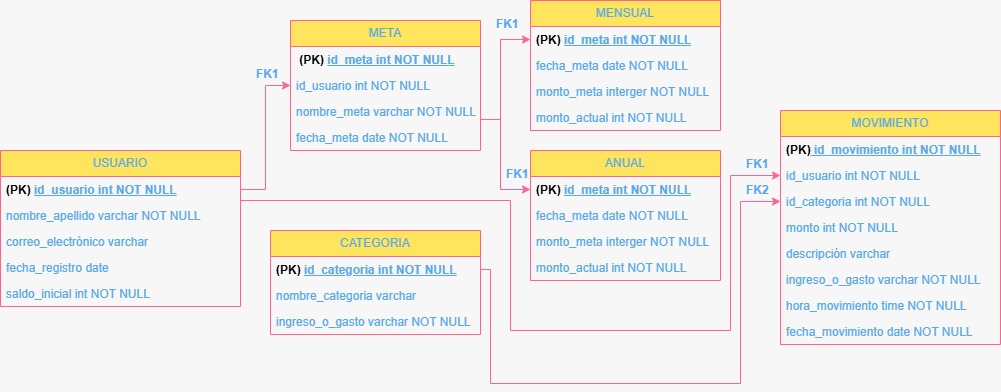 META
(PK) id_meta int NOT NULL
id_usuario int NOT NULL
nombre_meta varchar NOT NULL
fecha_meta date NOT NULL
FK1
MENSUAL
(PK) id_meta int NOT NULL
fecha_meta date NOT NULL
monto_meta interger NOT NULL
monto_actual int NOT NULL
FK1
USUARIO
(PK) id_usuario int NOT NULL
nombre_apellido varchar NOT NULL
correo_electrónico varchar
fecha_registro date
saldo_inicial int NOT NULL
ANUAL
(PK) id_meta int NOT NULL
fecha_meta date NOT NULL
monto_meta interger NOT NULL
monto_actual int NOT NULL
FK1
CATEGORIA
(PK) id_categoria int NOT NULL
nombre_categoria varchar
ingreso_o_gasto varchar NOT NULL
MOVIMIENTO
(PK) id_movimiento int NOT NULL
id_usuario int NOT NULL
id_categoria int NOT NULL
monto int NOT NULL
descripción varchar
ingreso_o_gasto varchar NOT NULL
hora_movimiento time NOT NULL
fecha_movimiento date NOT NULL
FK1
FK2